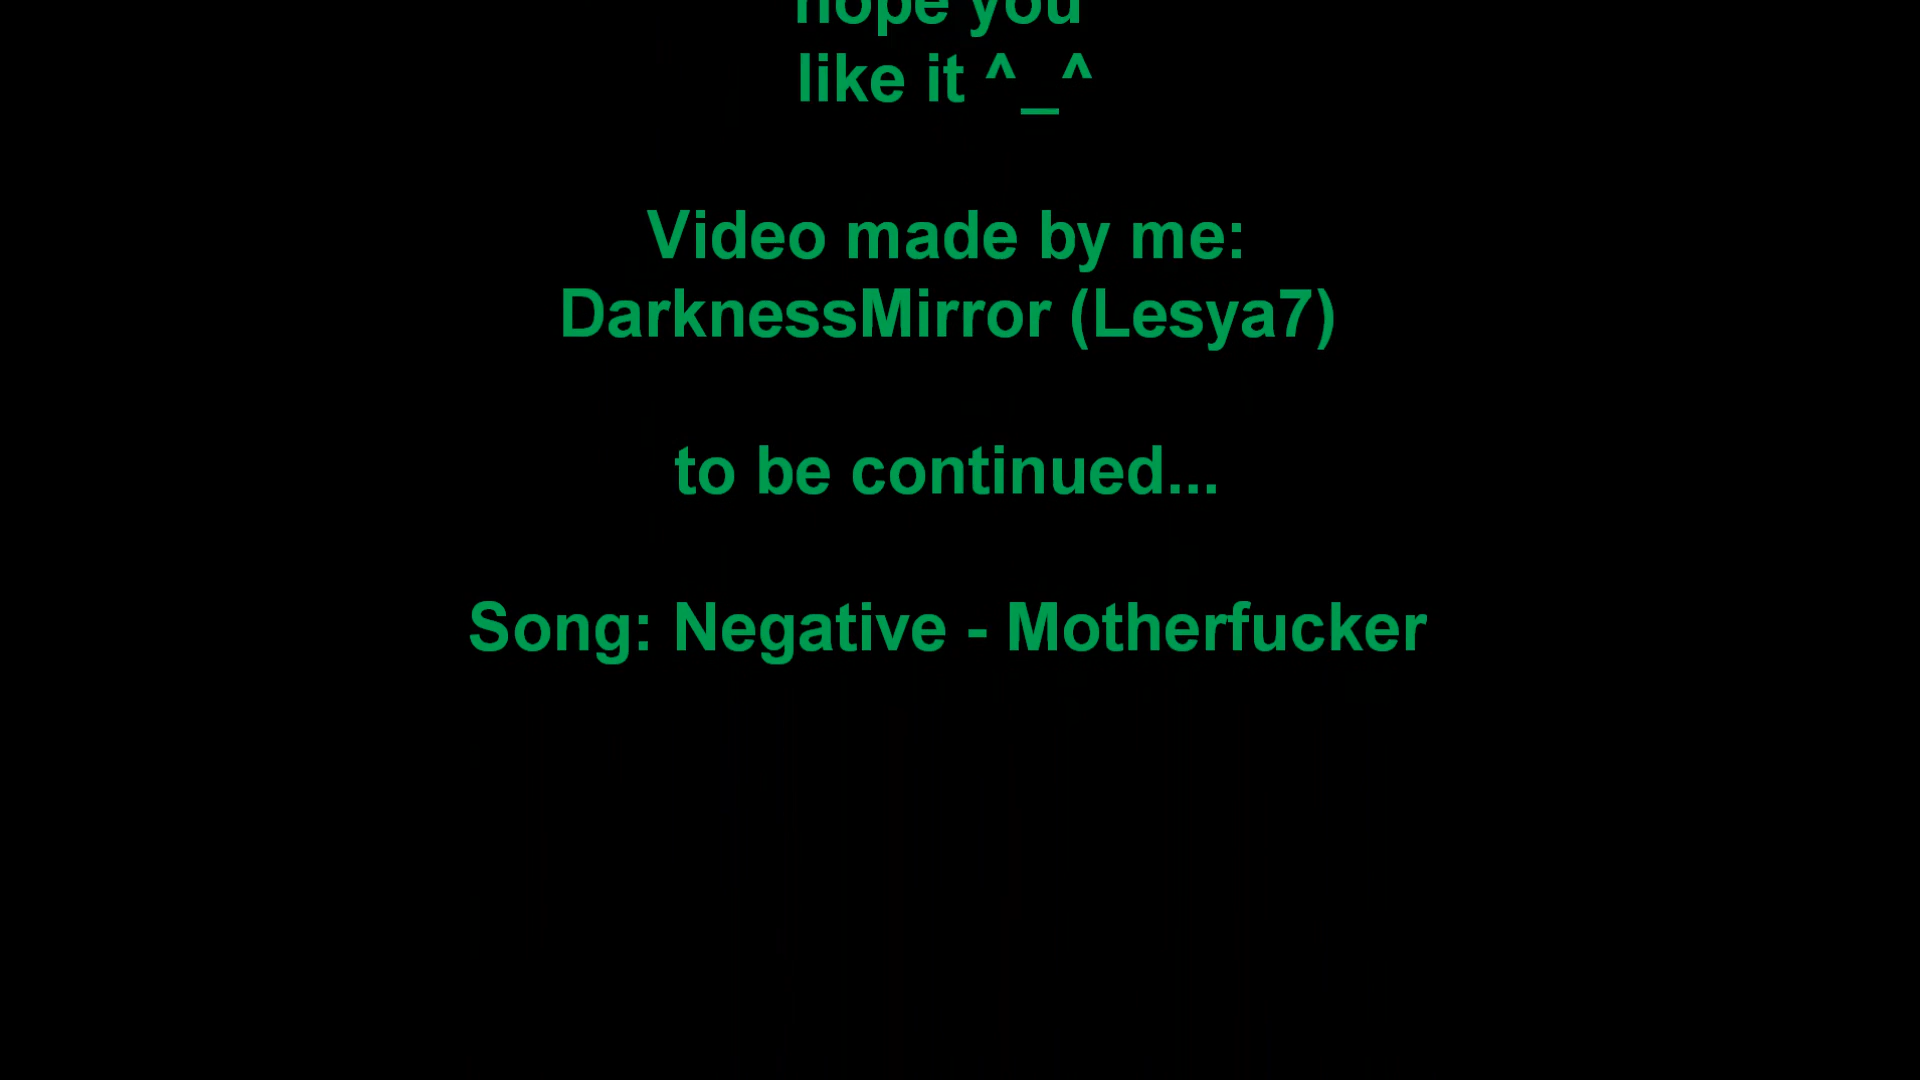 hope you
like it ^_^
Video made by me:
DarknessMirror (Lesya7)
to be continued...
Song: Negative - Motherfucker